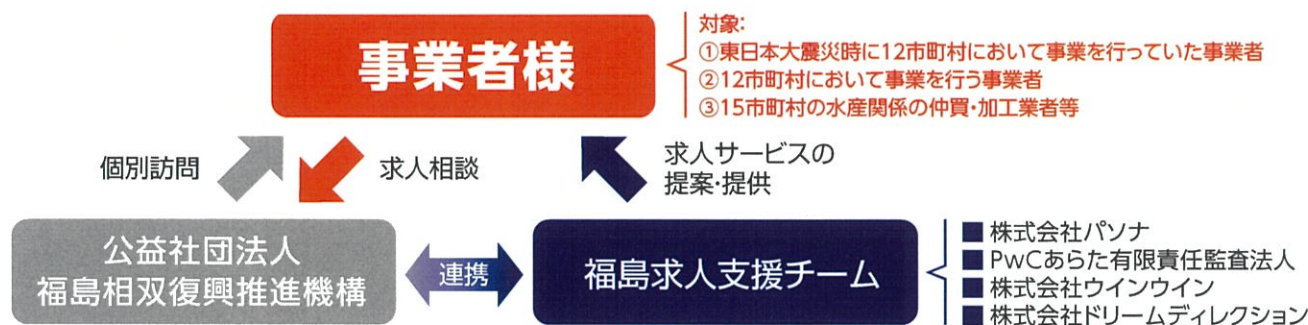 事業者様
対象:
①東日本大震災時に12市町村において事業を行っていた事業者
②12市町村において事業を行う事業者
③15市町村の水産関係の仲買・加工業者等
個別訪問
求人相談
求人サービスの
提案・提供
公益社団法人
福島相双復興推進機構
連携
福島求人支援チーム
■ 株式会社パソナ
■ PwCあらた有限責任監査法人
■ 株式会社ウインウイン
■ 株式会社ドリームディレクション